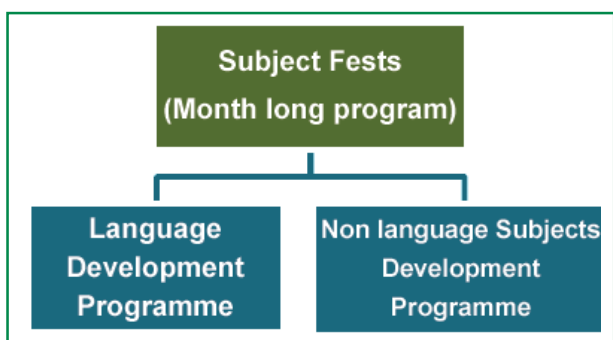 Subject Fests
(Month long program)
Language
Development
Programme
Non language Subjects
Development
Programme